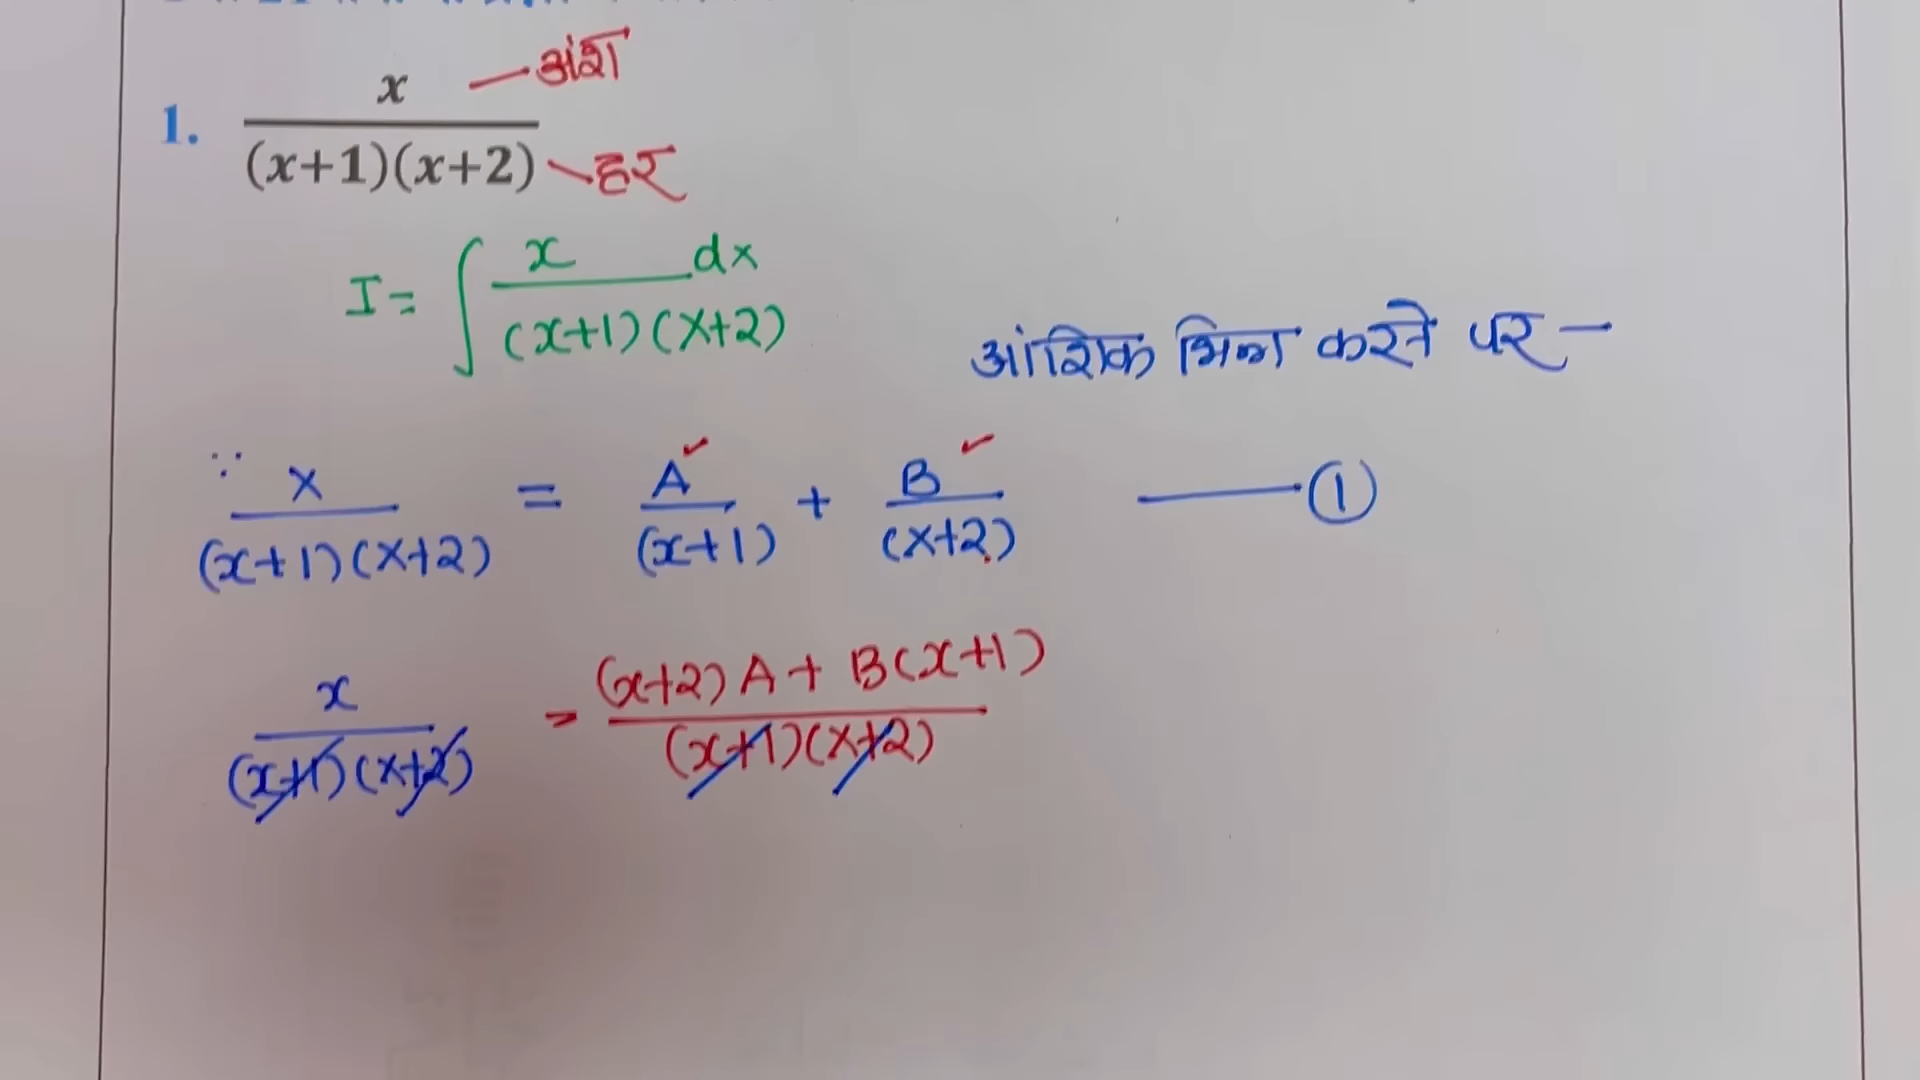 x — अंश
1. ―――
(x+1)(x+2) – हर
I = ∫ x dx / (x+1)(x+2)
आंशिक भिन्न करने पर –
∵ x / (x+1)(x+2) = A✓ / (x+1) + B✓ / (x+2) —— ①
x / (x+1)(x+2) = (x+2)A + B(x+1) / (x+1)(x+2)